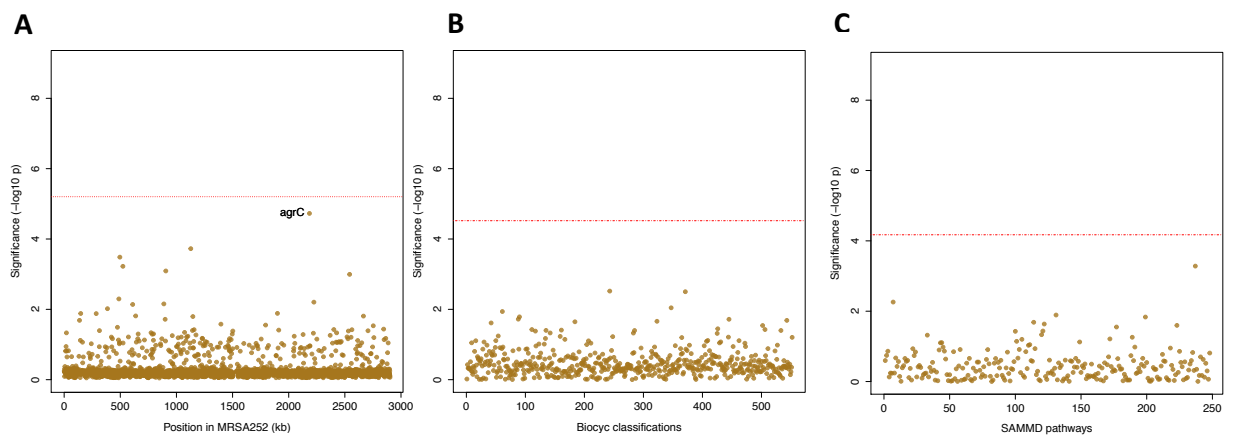 A
B
C
Significance (−log10 p)
8
6
4
2
0
agrC
0 500 1000 1500 2000 2500 3000
Position in MRSA252 (kb)
Significance (−log10 p)
8
6
4
2
0
0 100 200 300 400 500
Biocyc classifications
Significance (−log10 p)
8
6
4
2
0
0 50 100 150 200 250
SAMMD pathways